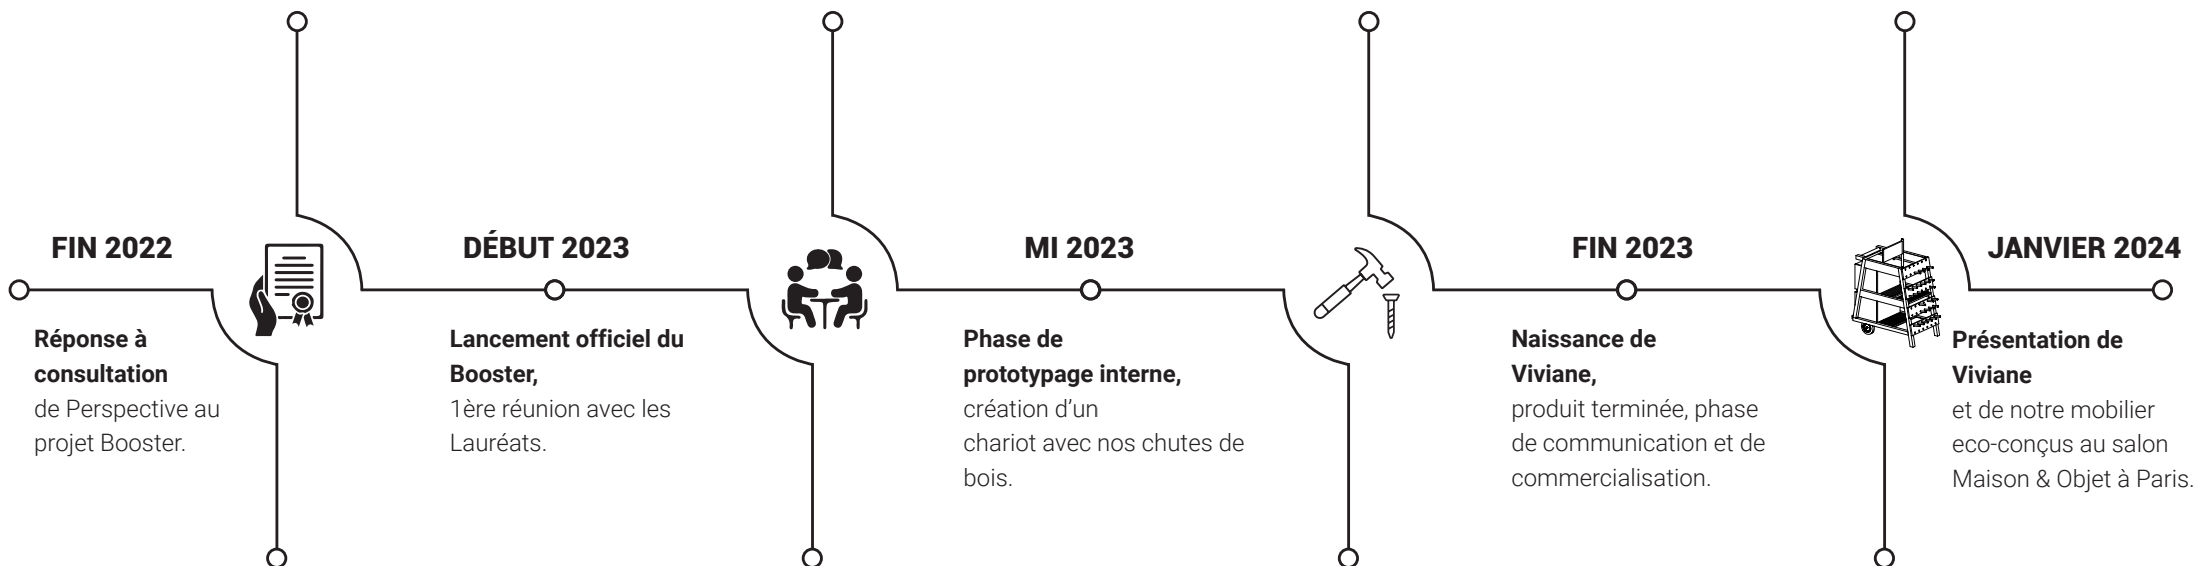 FIN 2022
Réponse à
consultation
de Perspective au
projet Booster.
DÉBUT 2023
Lancement officiel du
Booster,
1ère réunion avec les
Lauréats.
MI 2023
Phase de
prototypage interne,
création d’un
chariot avec nos chutes de
bois.
FIN 2023
Naissance de
Viviane,
produit terminée, phase
de communication et de
commercialisation.
JANVIER 2024
Présentation de
Viviane
et de notre mobilier
eco-conçus au salon
Maison & Objet à Paris.